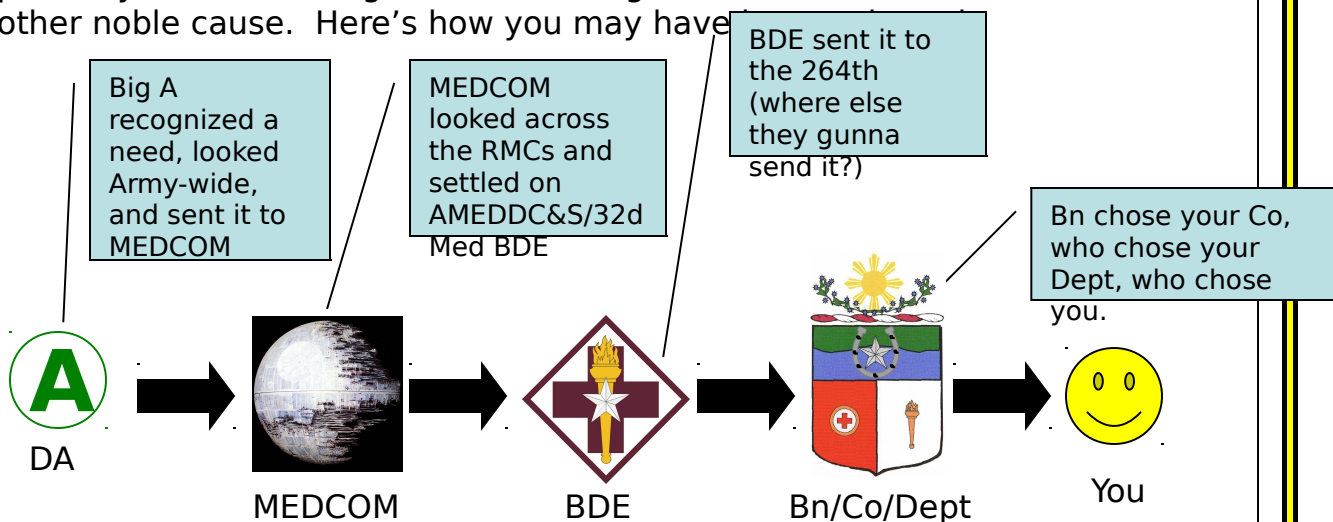 other noble cause.  Here’s how you may have
Big A
recognized a
need, looked
Army-wide,
and sent it to
MEDCOM
MEDCOM
looked across
the RMCs and
settled on
AMEDDC&S/32d
Med BDE
BDE sent it to
the 264th
(where else
they gunna
send it?)
Bn chose your Co,
who chose your
Dept, who chose
you.
A
DA
MEDCOM
BDE
Bn/Co/Dept
You